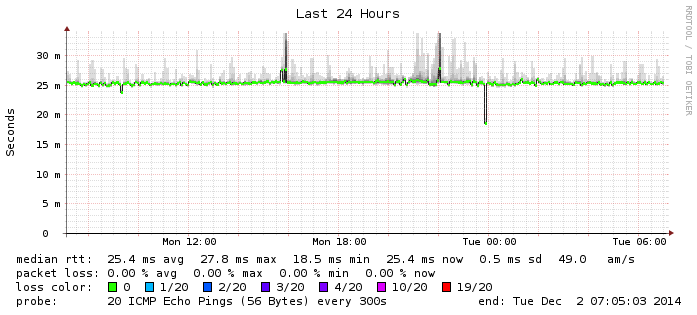 Last 24 Hours
RRDTOOL / TOBI OETIKER
Seconds
30 m
25 m
20 m
15 m
10 m
5 m
0
Mon 12:00 Mon 18:00 Tue 00:00 Tue 06:00
median rtt: 25.4 ms avg 27.8 ms max 18.5 ms min 25.4 ms now 0.5 ms sd 49.0 am/s
packet loss: 0.00 % avg 0.00 % max 0.00 % min 0.00 % now
loss color: 0 1/20 2/20 3/20 4/20 10/20 19/20
probe: 20 ICMP Echo Pings (56 Bytes) every 300s end: Tue Dec 2 07:05:03 2014